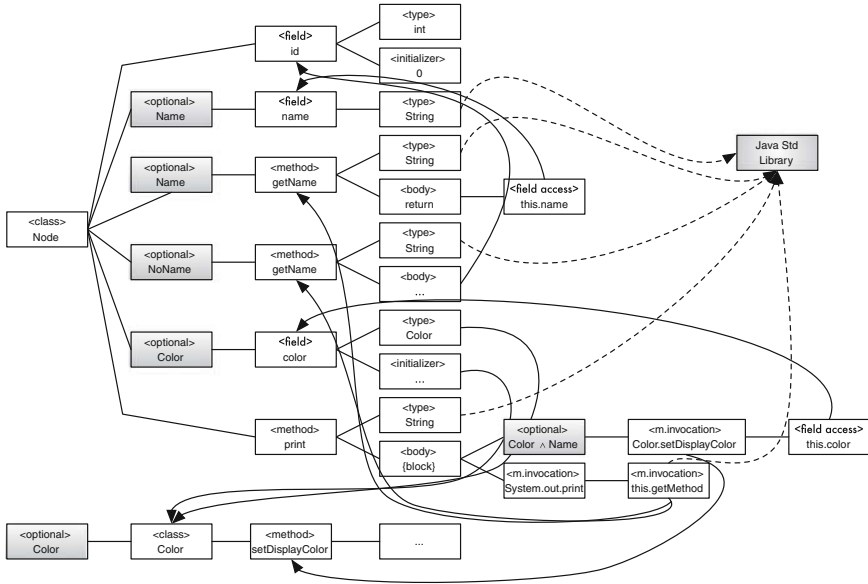 <type>
int
<field>
id
<initializer>
0
<optional>
Name
<field>
name
<type>
String
<type>
String
Java Std
Library
<optional>
Name
<method>
getName
<body>
return
<field access>
this.name
<class>
Node
<type>
String
<optional>
NoName
<method>
getName
<body>
...
<type>
Color
<optional>
Color
<field>
color
<initializer>
...
<type>
String
<method>
print
<body>
{block}
<optional>
Color ∧ Name
<m.invocation>
Color.setDisplayColor
<field access>
this.color
<m.invocation>
System.out.print
<m.invocation>
this.getMethod
<optional>
Color
<class>
Color
<method>
setDisplayColor
...